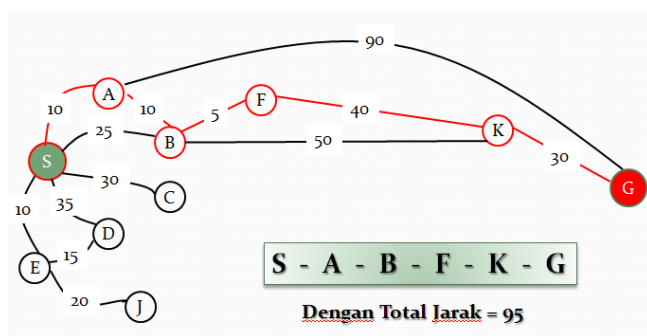 90
A
10
10
F
5
40
25
B
K
50
S
30
30
G
C
10
35
D
15
E
S - A - B - F - K - G
20
J
Dengan Total Jarak = 95